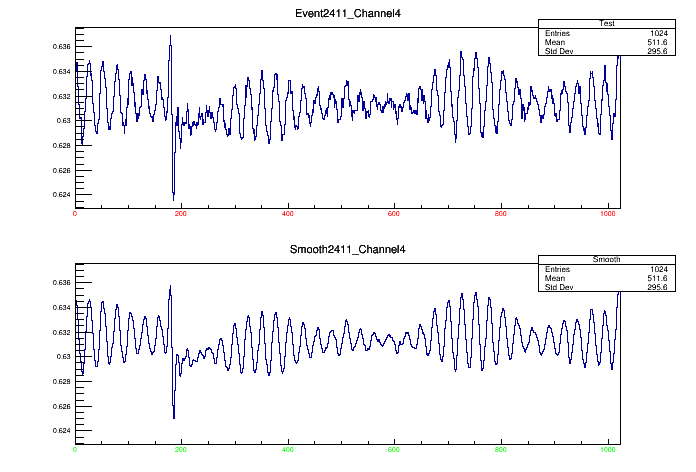 Event2411_Channel4
Test
Entries 1024
Mean 511.6
Std Dev 295.6
0.636
0.634
0.632
0.63
0.628
0.626
0.624
0 200 400 600 800 1000
Smooth2411_Channel4
Smooth
Entries 1024
Mean 511.6
Std Dev 295.6
0.636
0.634
0.632
0.63
0.628
0.626
0.624
0 200 400 600 800 1000